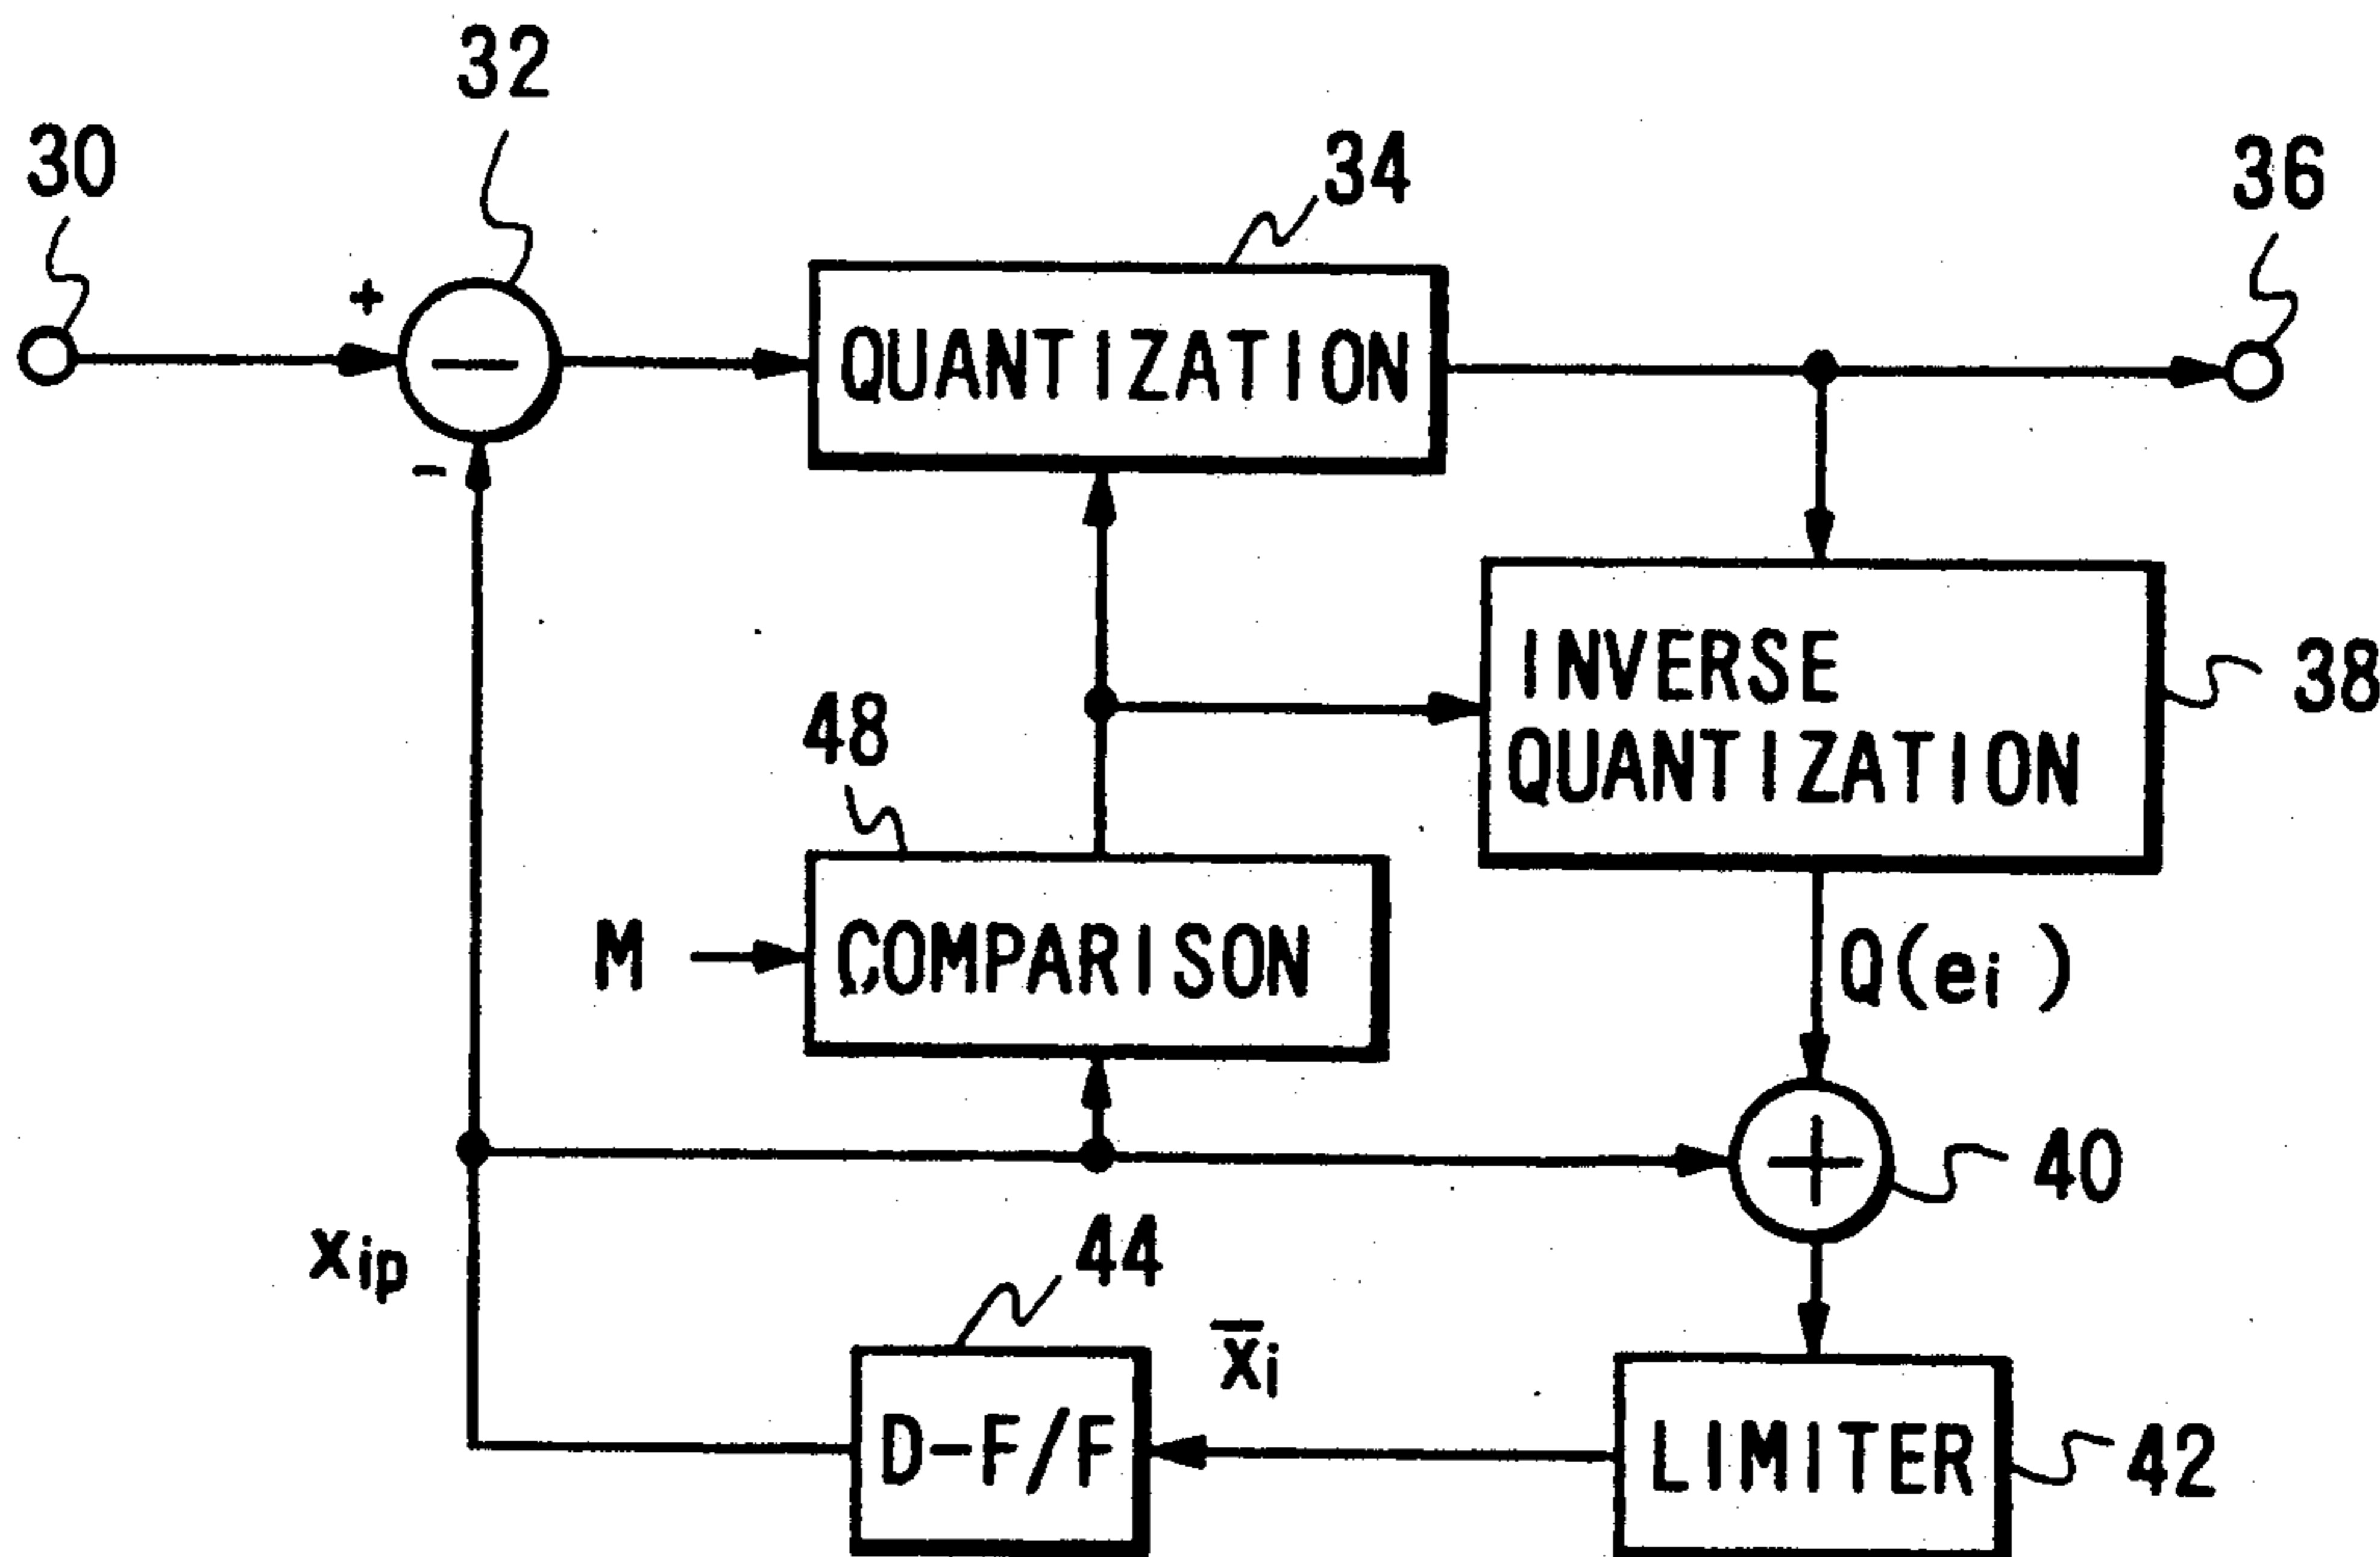 32
30
34
36
+
−
QUANTIZATION
-
INVERSE
QUANTIZATION
38
48
M
COMPARISON
Q(ei)
+
40
xip
44
x̄i
D-F/F
LIMITER
42